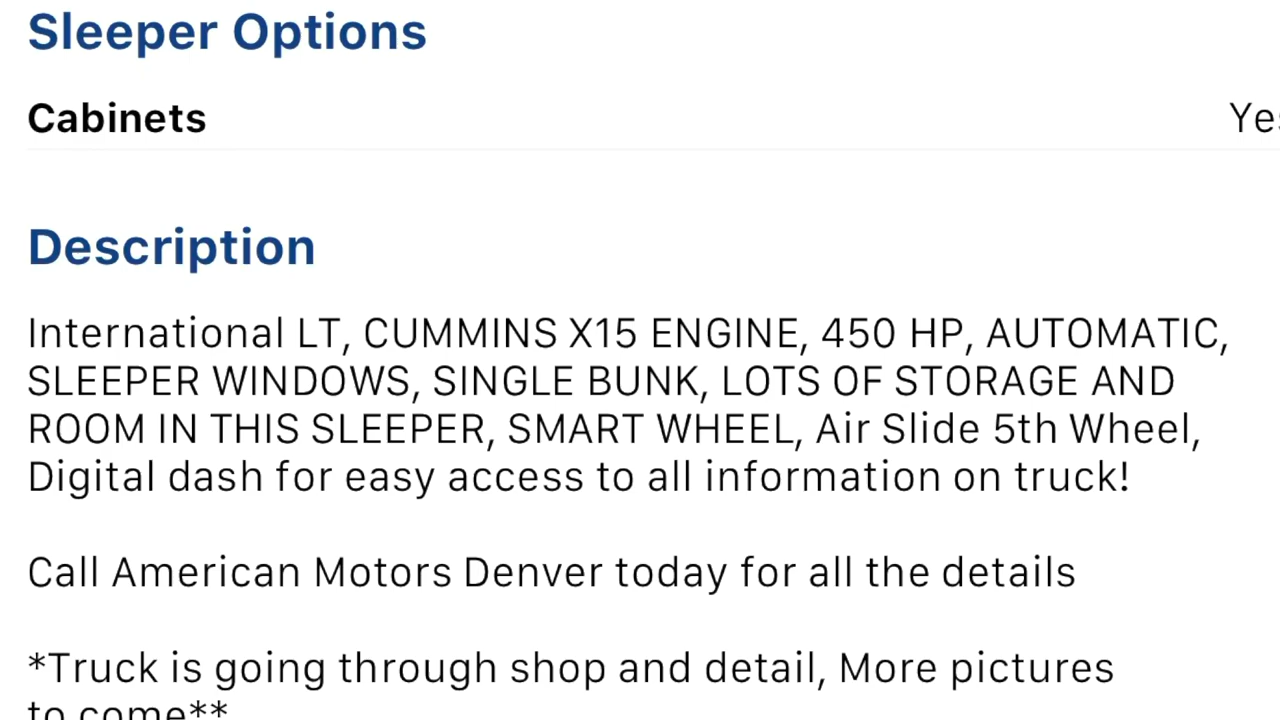 Sleeper Options
Cabinets Yes
Description
International LT, CUMMINS X15 ENGINE, 450 HP, AUTOMATIC,
SLEEPER WINDOWS, SINGLE BUNK, LOTS OF STORAGE AND
ROOM IN THIS SLEEPER, SMART WHEEL, Air Slide 5th Wheel,
Digital dash for easy access to all information on truck!
Call American Motors Denver today for all the details
*Truck is going through shop and detail, More pictures
to come**